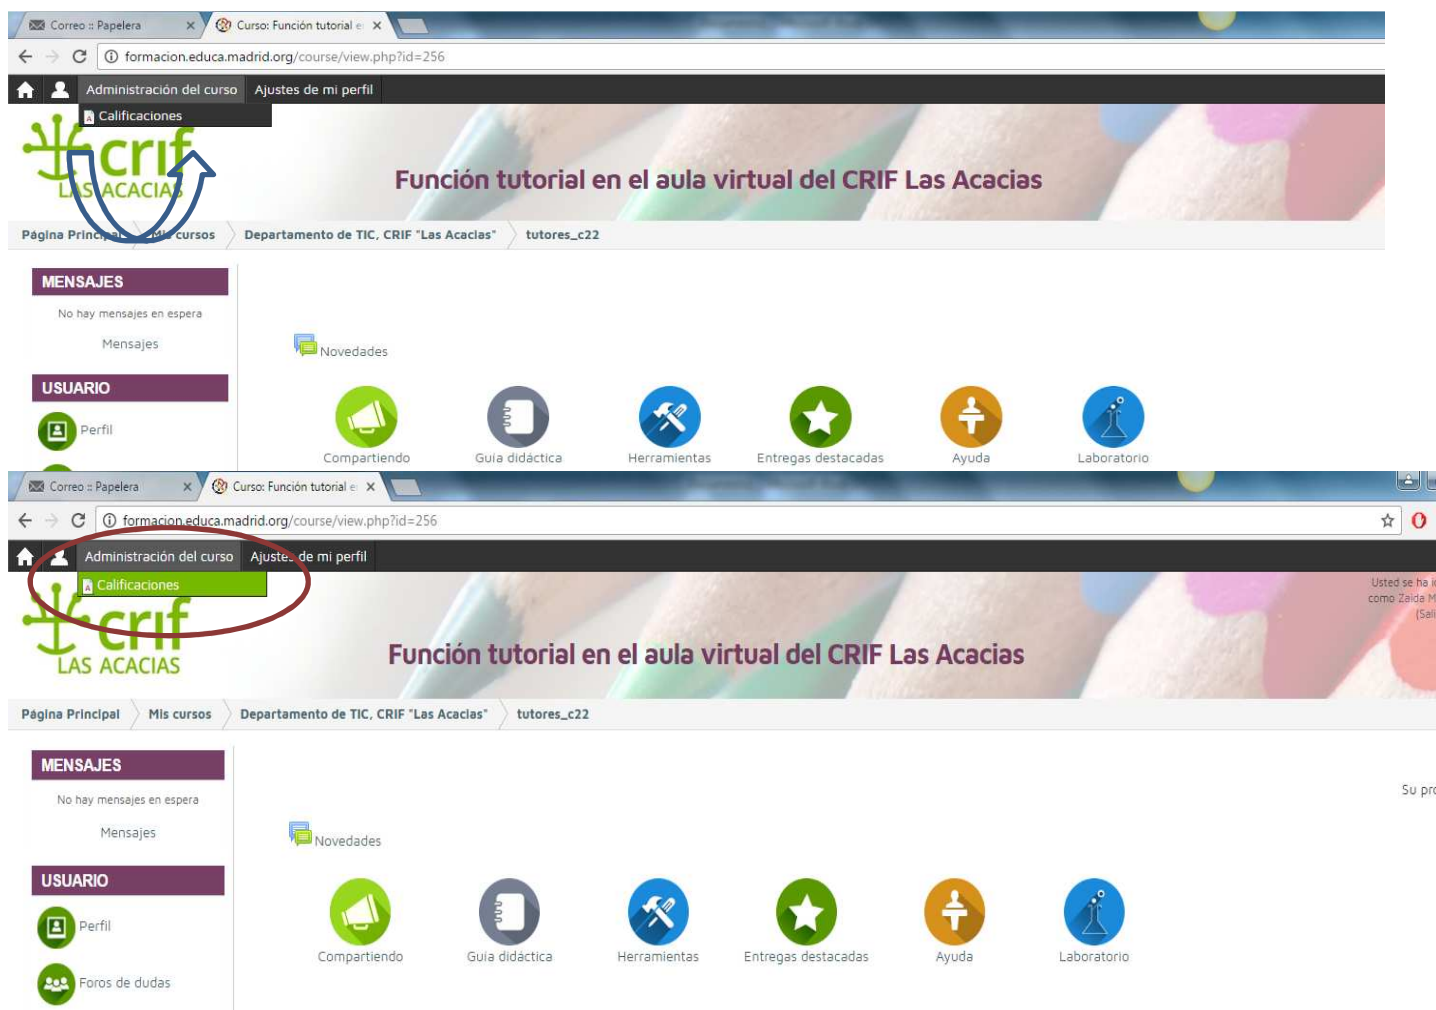 Correo :: Papelera
Curso: Función tutorial e
formacion.educa.madrid.org/course/view.php?id=256
Administración del curso
Ajustes de mi perfil
Calificaciones
crif
LAS ACACIAS
Función tutorial en el aula virtual del CRIF Las Acacias
Página Principal
Mis cursos
Departamento de TIC, CRIF "Las Acacias"
tutores_c22
MENSAJES
No hay mensajes en espera
Mensajes
Novedades
USUARIO
Perfil
Compartiendo
Guia didáctica
Herramientas
Entregas destacadas
Ayuda
Laboratorio
Correo :: Papelera
Curso: Función tutorial e
formacion.educa.madrid.org/course/view.php?id=256
Administración del curso
Ajustes de mi perfil
Calificaciones
Usted se ha i
como Zaida M
(Sali
crif
LAS ACACIAS
Función tutorial en el aula virtual del CRIF Las Acacias
Página Principal
Mis cursos
Departamento de TIC, CRIF "Las Acacias"
tutores_c22
MENSAJES
Su pro
No hay mensajes en espera
Mensajes
Novedades
USUARIO
Perfil
Foros de dudas
Compartiendo
Guia didáctica
Herramientas
Entregas destacadas
Ayuda
Laboratorio